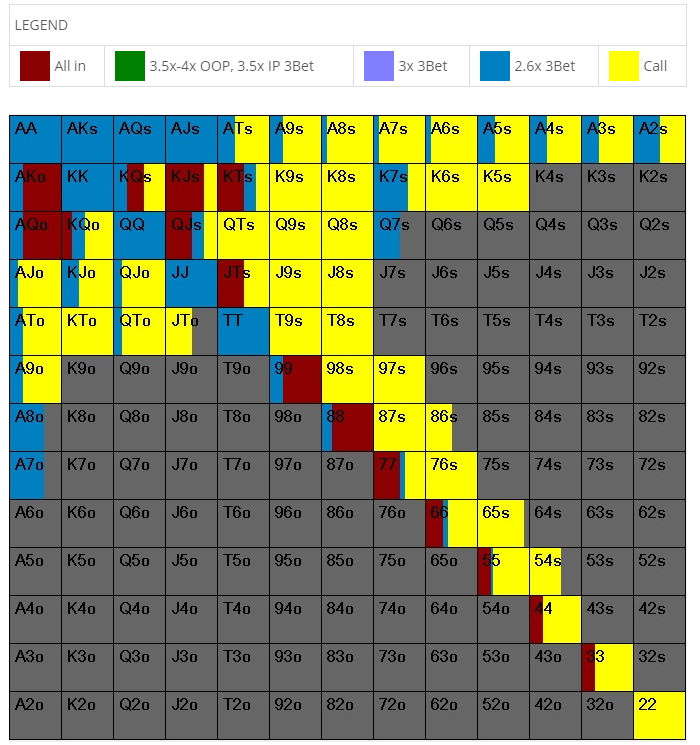 LEGEND
All in 3.5x-4x OOP, 3.5x IP 3Bet 3x 3Bet 2.6x 3Bet Call
AA AKs AQs AJs ATs A9s A8s A7s A6s A5s A4s A3s A2s
AKo KK KQs KJs KTs K9s K8s K7s K6s K5s K4s K3s K2s
AQo KQo QQ QJs QTs Q9s Q8s Q7s Q6s Q5s Q4s Q3s Q2s
AJo KJo QJo JJ JTs J9s J8s J7s J6s J5s J4s J3s J2s
ATo KTo QTo JTo TT T9s T8s T7s T6s T5s T4s T3s T2s
A9o K9o Q9o J9o T9o 99 98s 97s 96s 95s 94s 93s 92s
A8o K8o Q8o J8o T8o 98o 88 87s 86s 85s 84s 83s 82s
A7o K7o Q7o J7o T7o 97o 87o 77 76s 75s 74s 73s 72s
A6o K6o Q6o J6o T6o 96o 86o 76o 66 65s 64s 63s 62s
A5o K5o Q5o J5o T5o 95o 85o 75o 65o 55 54s 53s 52s
A4o K4o Q4o J4o T4o 94o 84o 74o 64o 54o 44 43s 42s
A3o K3o Q3o J3o T3o 93o 83o 73o 63o 53o 43o 33 32s
A2o K2o Q2o J2o T2o 92o 82o 72o 62o 52o 42o 32o 22